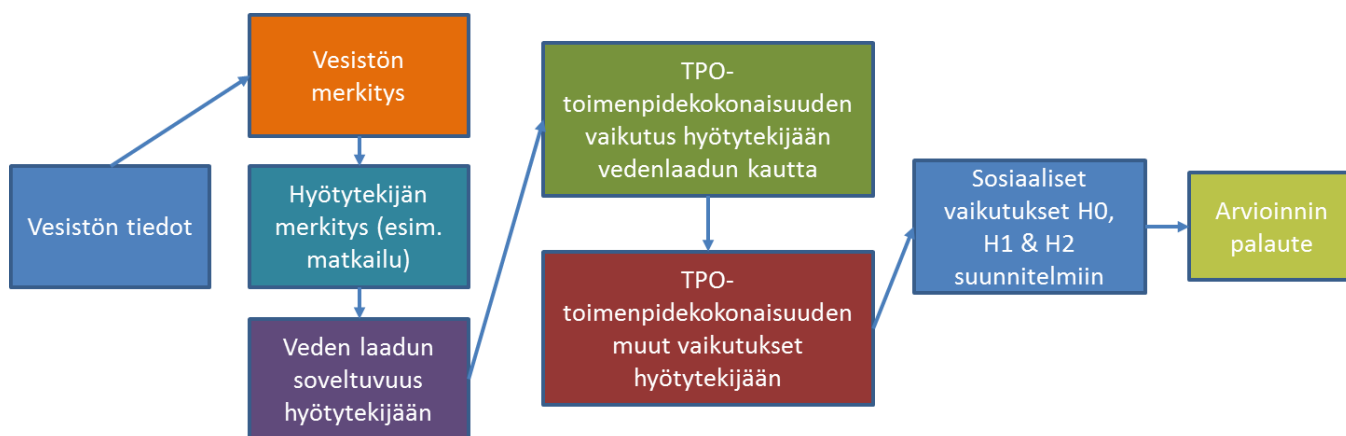 Vesistön tiedot
Vesistön
merkitys
Hyötytekijän
merkitys (esim.
matkailu)
Veden laadun
soveltuvuus
hyötytekijään
TPO-
toimenpidekokonaisuuden
vaikutus hyötytekijään
vedenlaadun kautta
TPO-
toimenpidekokonaisuuden
muut vaikutukset
hyötytekijään
Sosiaaliset
vaikutukset H0,
H1 & H2
suunnitelmiin
Arvioinnin
palaute